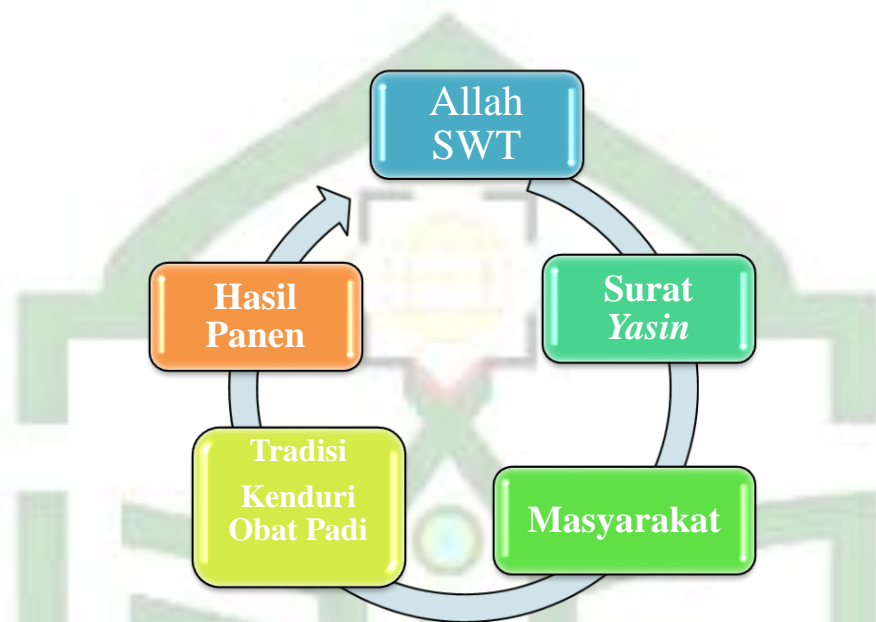 Allah
SWT
Surat
Yasin
Masyarakat
Tradisi
Kenduri
Obat Padi
Hasil
Panen